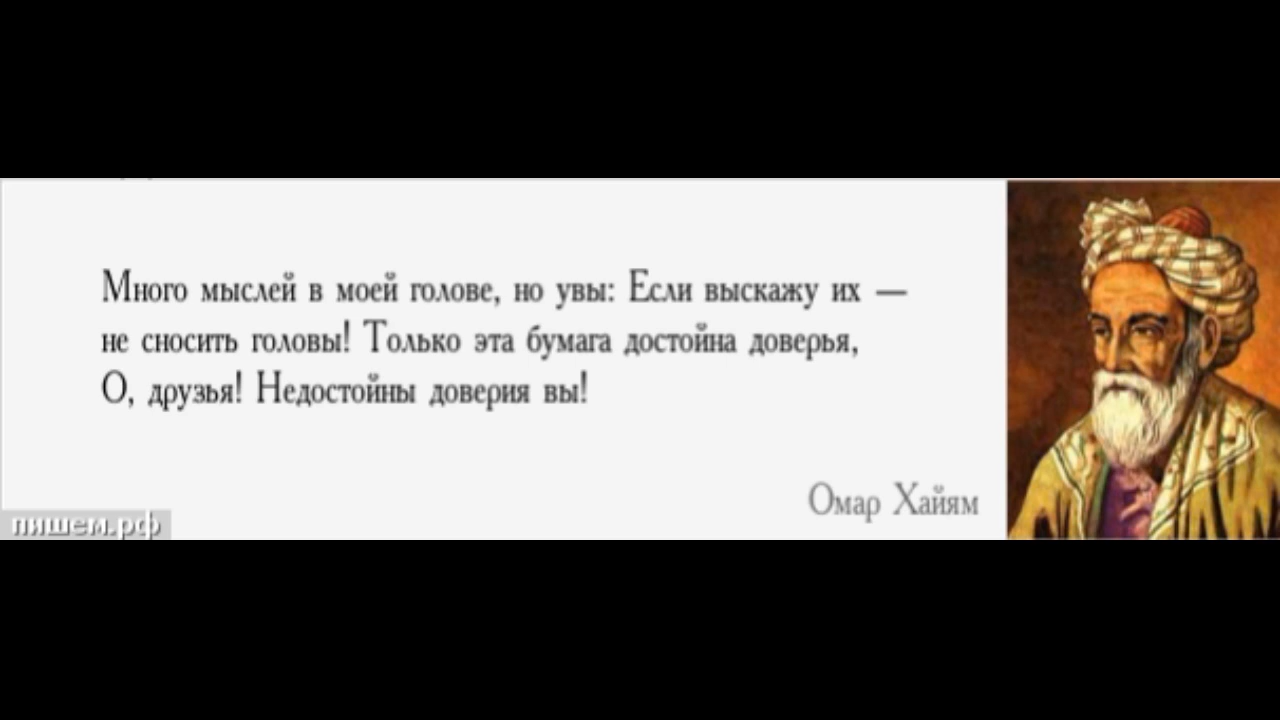 Много мыслей в моей голове, но увы: Если выскажу их —
не сносить головы! Только эта бумага достойна доверья,
О, друзья! Недостойны доверия вы!
Омар Хайям
пишем.рф